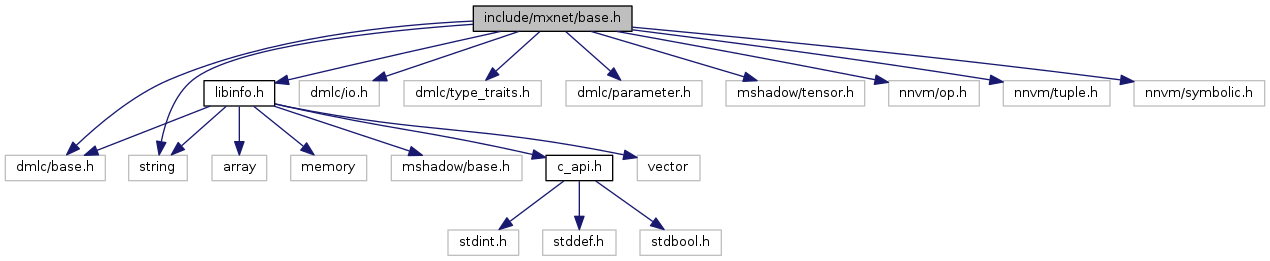 include/mxnet/base.h
libinfo.h
dmlc/io.h
dmlc/type_traits.h
dmlc/parameter.h
mshadow/tensor.h
nnvm/op.h
nnvm/tuple.h
nnvm/symbolic.h
dmlc/base.h
string
array
memory
mshadow/base.h
c_api.h
vector
stdint.h
stddef.h
stdbool.h